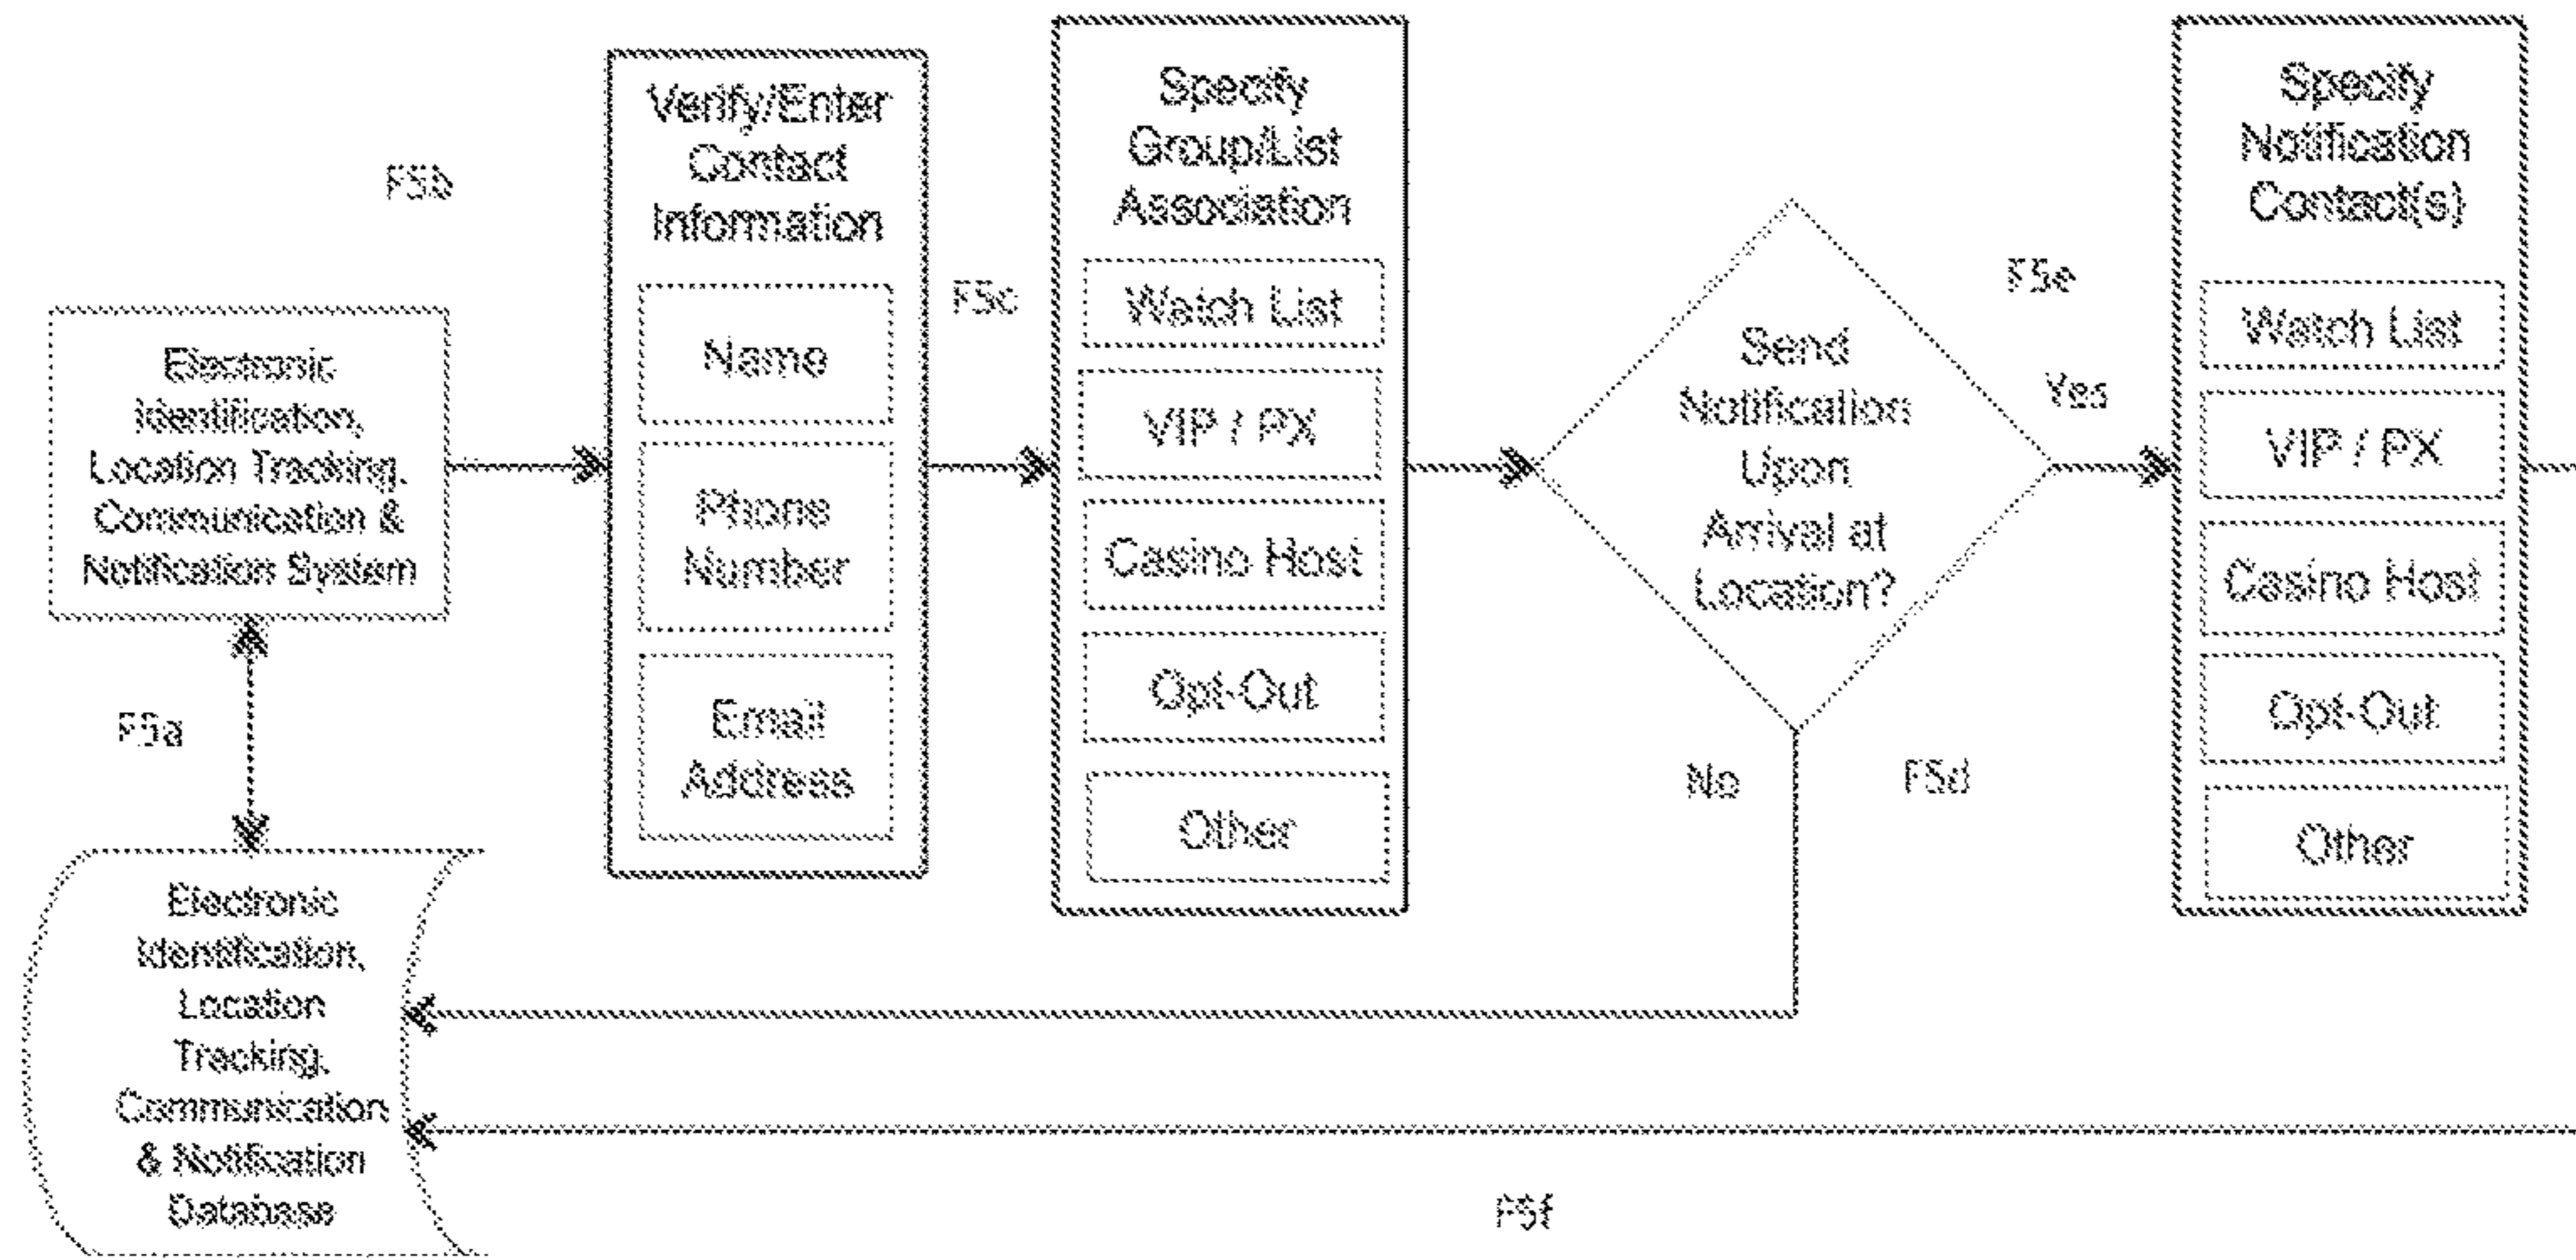 F5b
Electronic
Identification,
Location Tracking,
Communication &
Notification System
F5a
Electronic
Identification,
Location
Tracking,
Communication
& Notification
Database
Verify/Enter
Contact
Information
Name
Phone
Number
Email
Address
F5c
Specify
Group/List
Association
Watch List
VIP / PX
Casino Host
Opt-Out
Other
Send
Notification
Upon
Arrival at
Location?
No
F5d
F5e
Yes
Specify
Notification
Contact(s)
Watch List
VIP / PX
Casino Host
Opt-Out
Other
F5f